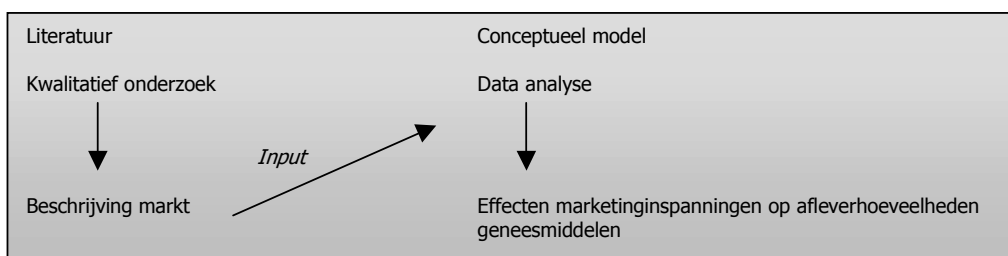 Literatuur
Kwalitatief onderzoek
Input
Beschrijving markt
Conceptueel model
Data analyse
Effecten marketinginspanningen op afleverhoeveelheden
geneesmiddelen